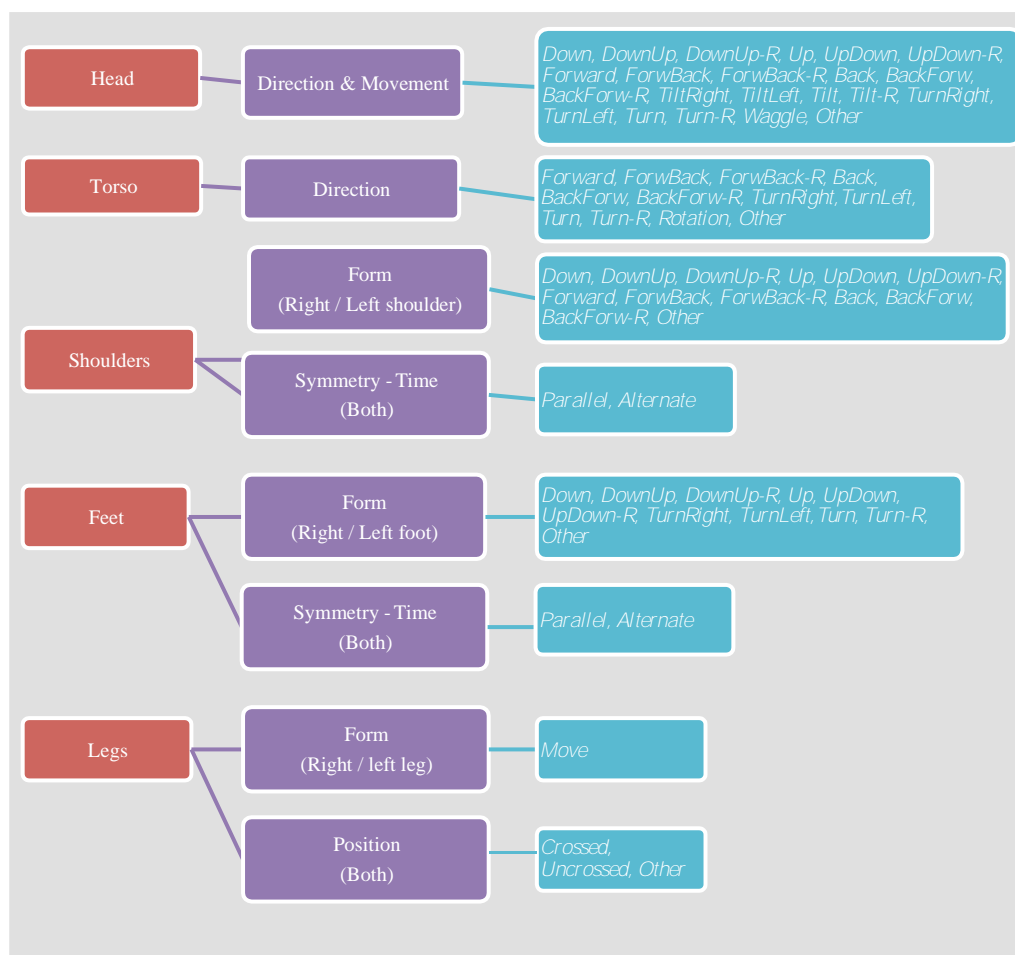 Head
Direction & Movement
Down, DownUp, DownUp-R, Up, UpDown, UpDown-R,
Forward, ForwBack, ForwBack-R, Back, BackForw,
BackForw-R, TiltRight, TiltLeft, Tilt, Tilt-R, TurnRight,
TurnLeft, Turn, Turn-R, Waggle, Other
Torso
Direction
Forward, ForwBack, ForwBack-R, Back,
BackForw, BackForw-R, TurnRight, TurnLeft,
Turn, Turn-R, Rotation, Other
Shoulders
Form
(Right / Left shoulder)
Down, DownUp, DownUp-R, Up, UpDown, UpDown-R,
Forward, ForwBack, ForwBack-R, Back, BackForw,
BackForw-R, Other
Symmetry - Time
(Both)
Parallel, Alternate
Feet
Form
(Right / Left foot)
Down, DownUp, DownUp-R, Up, UpDown,
UpDown-R, TurnRight, TurnLeft, Turn, Turn-R,
Other
Symmetry - Time
(Both)
Parallel, Alternate
Legs
Form
(Right / left leg)
Move
Position
(Both)
Crossed,
Uncrossed, Other